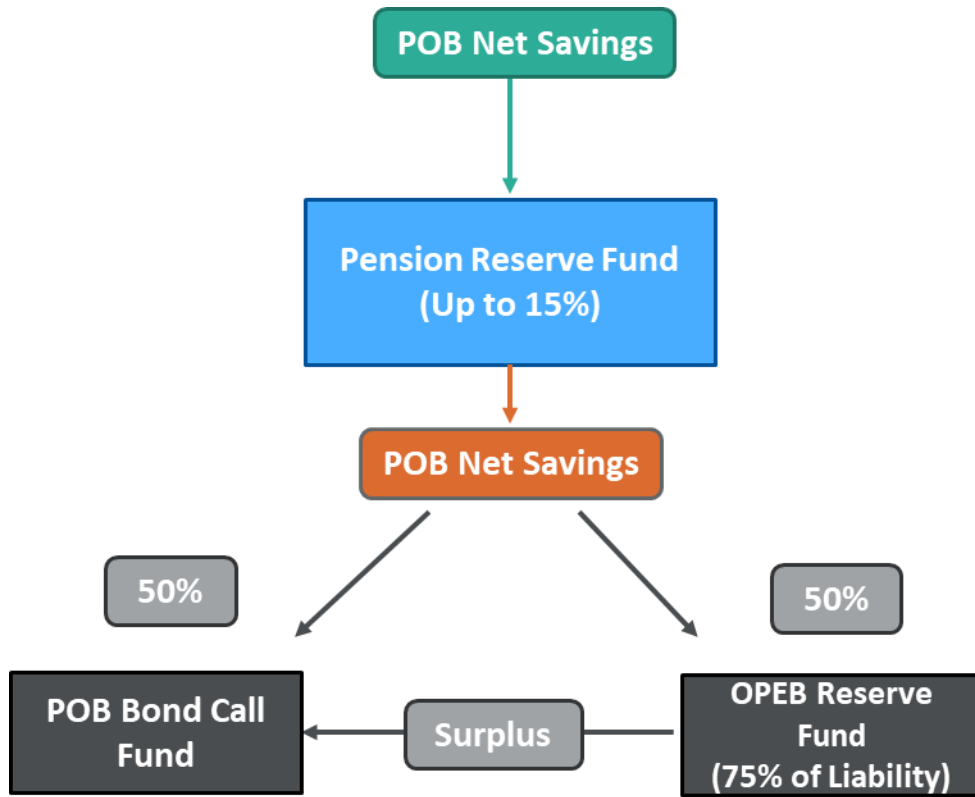 POB Net Savings
Pension Reserve Fund
(Up to 15%)
POB Net Savings
50%
50%
POB Bond Call
Fund
Surplus
OPEB Reserve
Fund
(75% of Liability)